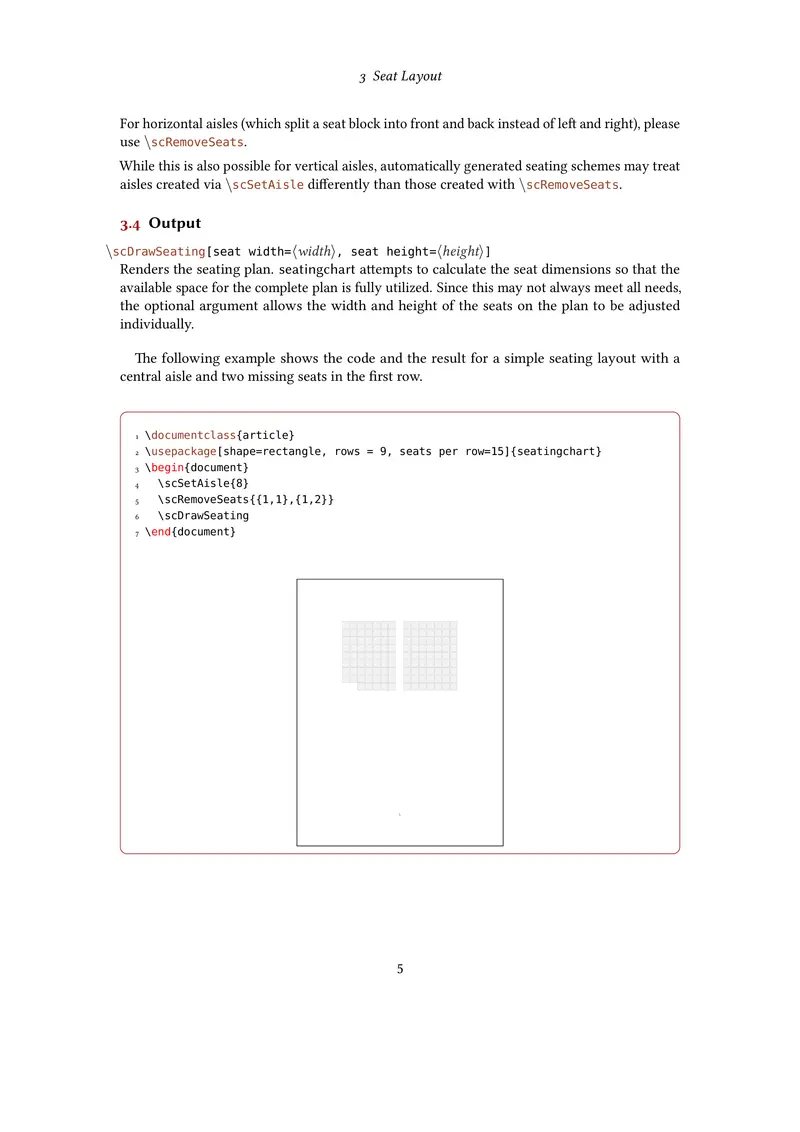 3 Seat Layout
For horizontal aisles (which split a seat block into front and back instead of left and right), please
use \scRemoveSeats.
While this is also possible for vertical aisles, automatically generated seating schemes may treat
aisles created via \scSetAisle differently than those created with \scRemoveSeats.
3.4 Output
\scDrawSeating[seat width=⟨width⟩, seat height=⟨height⟩]
Renders the seating plan. seatingchart attempts to calculate the seat dimensions so that the
available space for the complete plan is fully utilized. Since this may not always meet all needs,
the optional argument allows the width and height of the seats on the plan to be adjusted
individually.
The following example shows the code and the result for a simple seating layout with a
central aisle and two missing seats in the first row.
1 \documentclass{article}
2 \usepackage[shape=rectangle, rows = 9, seats per row=15]{seatingchart}
3 \begin{document}
4 \scSetAisle{8}
5 \scRemoveSeats{{1,1},{1,2}}
6 \scDrawSeating
7 \end{document}
5